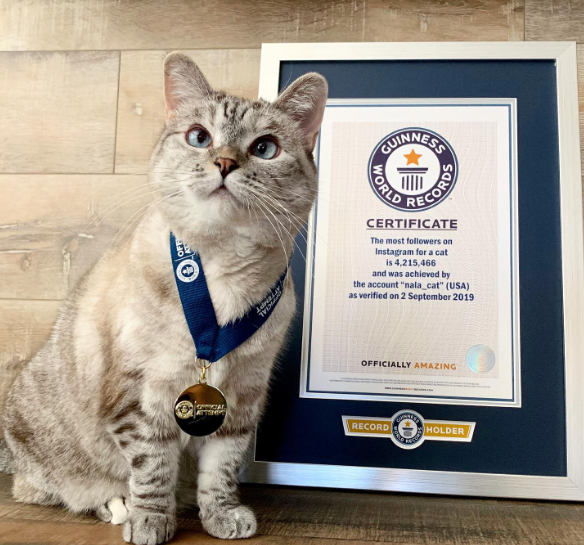 GUINNESS
WORLD RECORDS
CERTIFICATE
The most followers on
Instagram for a cat
is 4,215,466
and was achieved by
the account "nala_cat" (USA)
as verified on 2 September 2019
OFFICIALLY AMAZING
RECORD HOLDER
GUINNESS
WORLD RECORDS
OFFICIAL
ATTEMPT
OFFICIAL
ATTEMPT